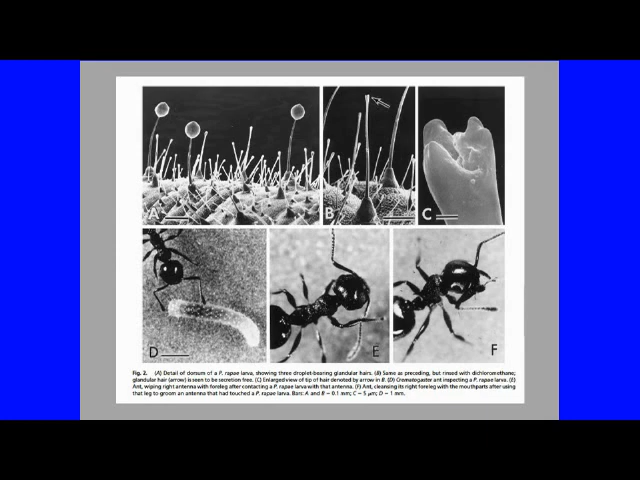 A
B
C
D
E
F
Fig. 2. (A) Detail of dorsum of a P. rapae larva, showing three droplet-bearing glandular hairs. (B) Same as preceding, but rinsed with dichloromethane;
glandular hair (arrow) is seen to be secretion free. (C) Enlarged view of tip of hair denoted by arrow in B. (D) Crematogaster ant inspecting a P. rapae larva. (E)
Ant, wiping right antenna with foreleg after contacting a P. rapae larva with that antenna. (F) Ant, cleansing its right foreleg with the mouthparts after using
that leg to groom an antenna that had touched a P. rapae larva. Bars: A and B = 0.1 mm; C = 5 μm; D = 1 mm.